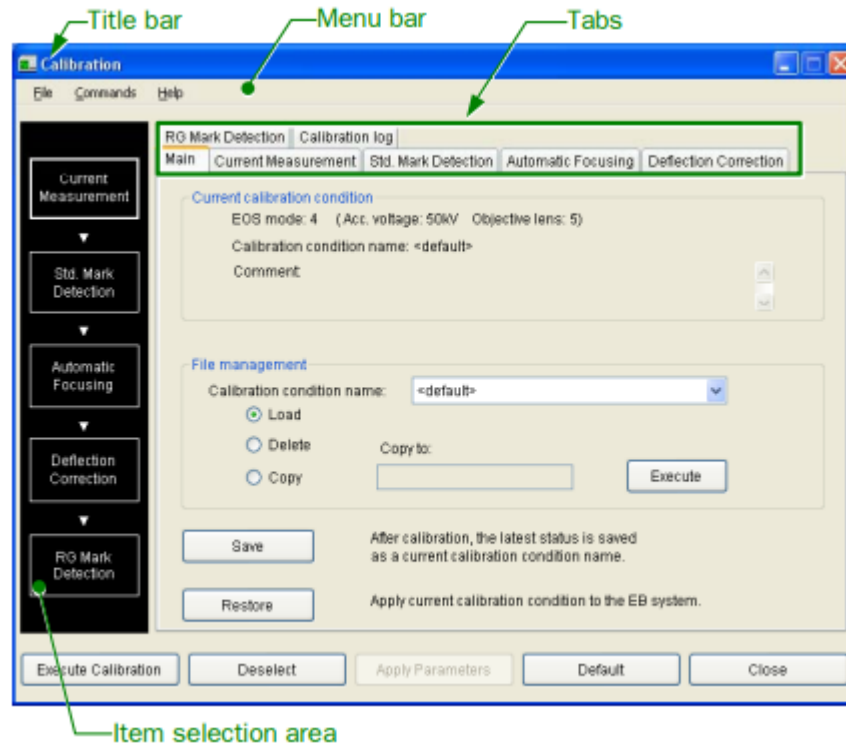 Title bar
Menu bar
Tabs
Calibration
File Commands Help
RG Mark Detection Calibration log
Main Current Measurement Std. Mark Detection Automatic Focusing Deflection Correction
Current
Measurement
Std. Mark
Detection
Automatic
Focusing
Deflection
Correction
RG Mark
Detection
Current calibration condition
EOS mode: 4 (Acc. voltage: 50kV Objective lens: 5)
Calibration condition name: <default>
Comment:
File management
Calibration condition name: <default>
Load
Delete
Copy to:
Copy
Execute
Save
After calibration, the latest status is saved
as a current calibration condition name.
Restore
Apply current calibration condition to the EB system.
Execute Calibration Deselect Apply Parameters Default Close
Item selection area